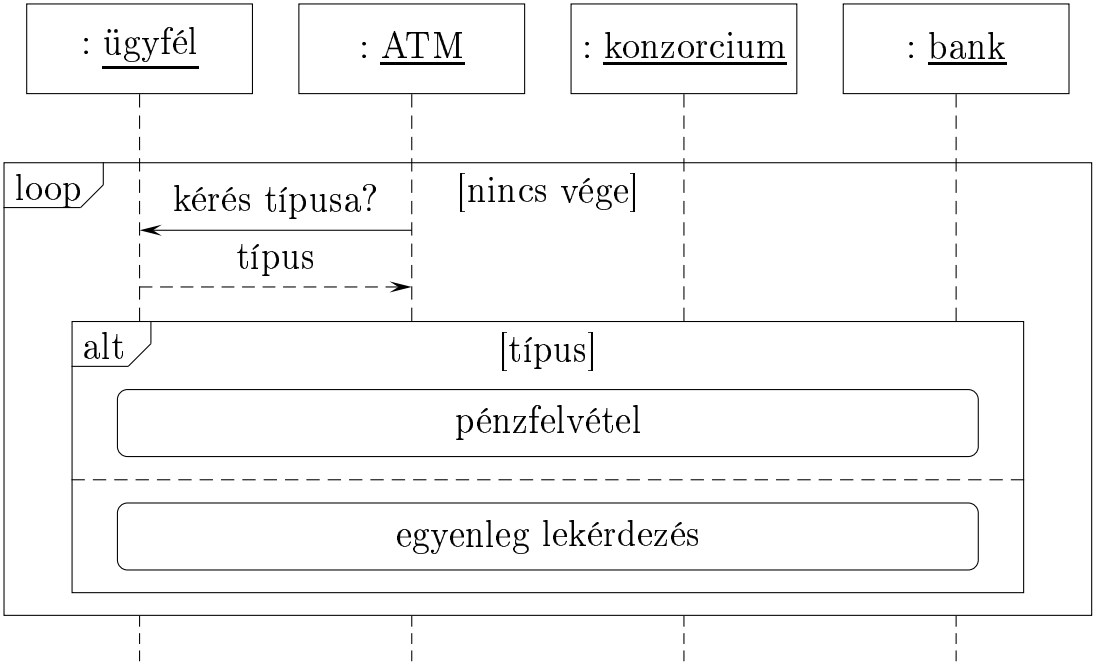 : ügyfél
: ATM
: konzorcium
: bank
loop
[nincs vége]
kérés típusa?
típus
alt
[típus]
pénzfelvétel
egyenleg lekérdezés